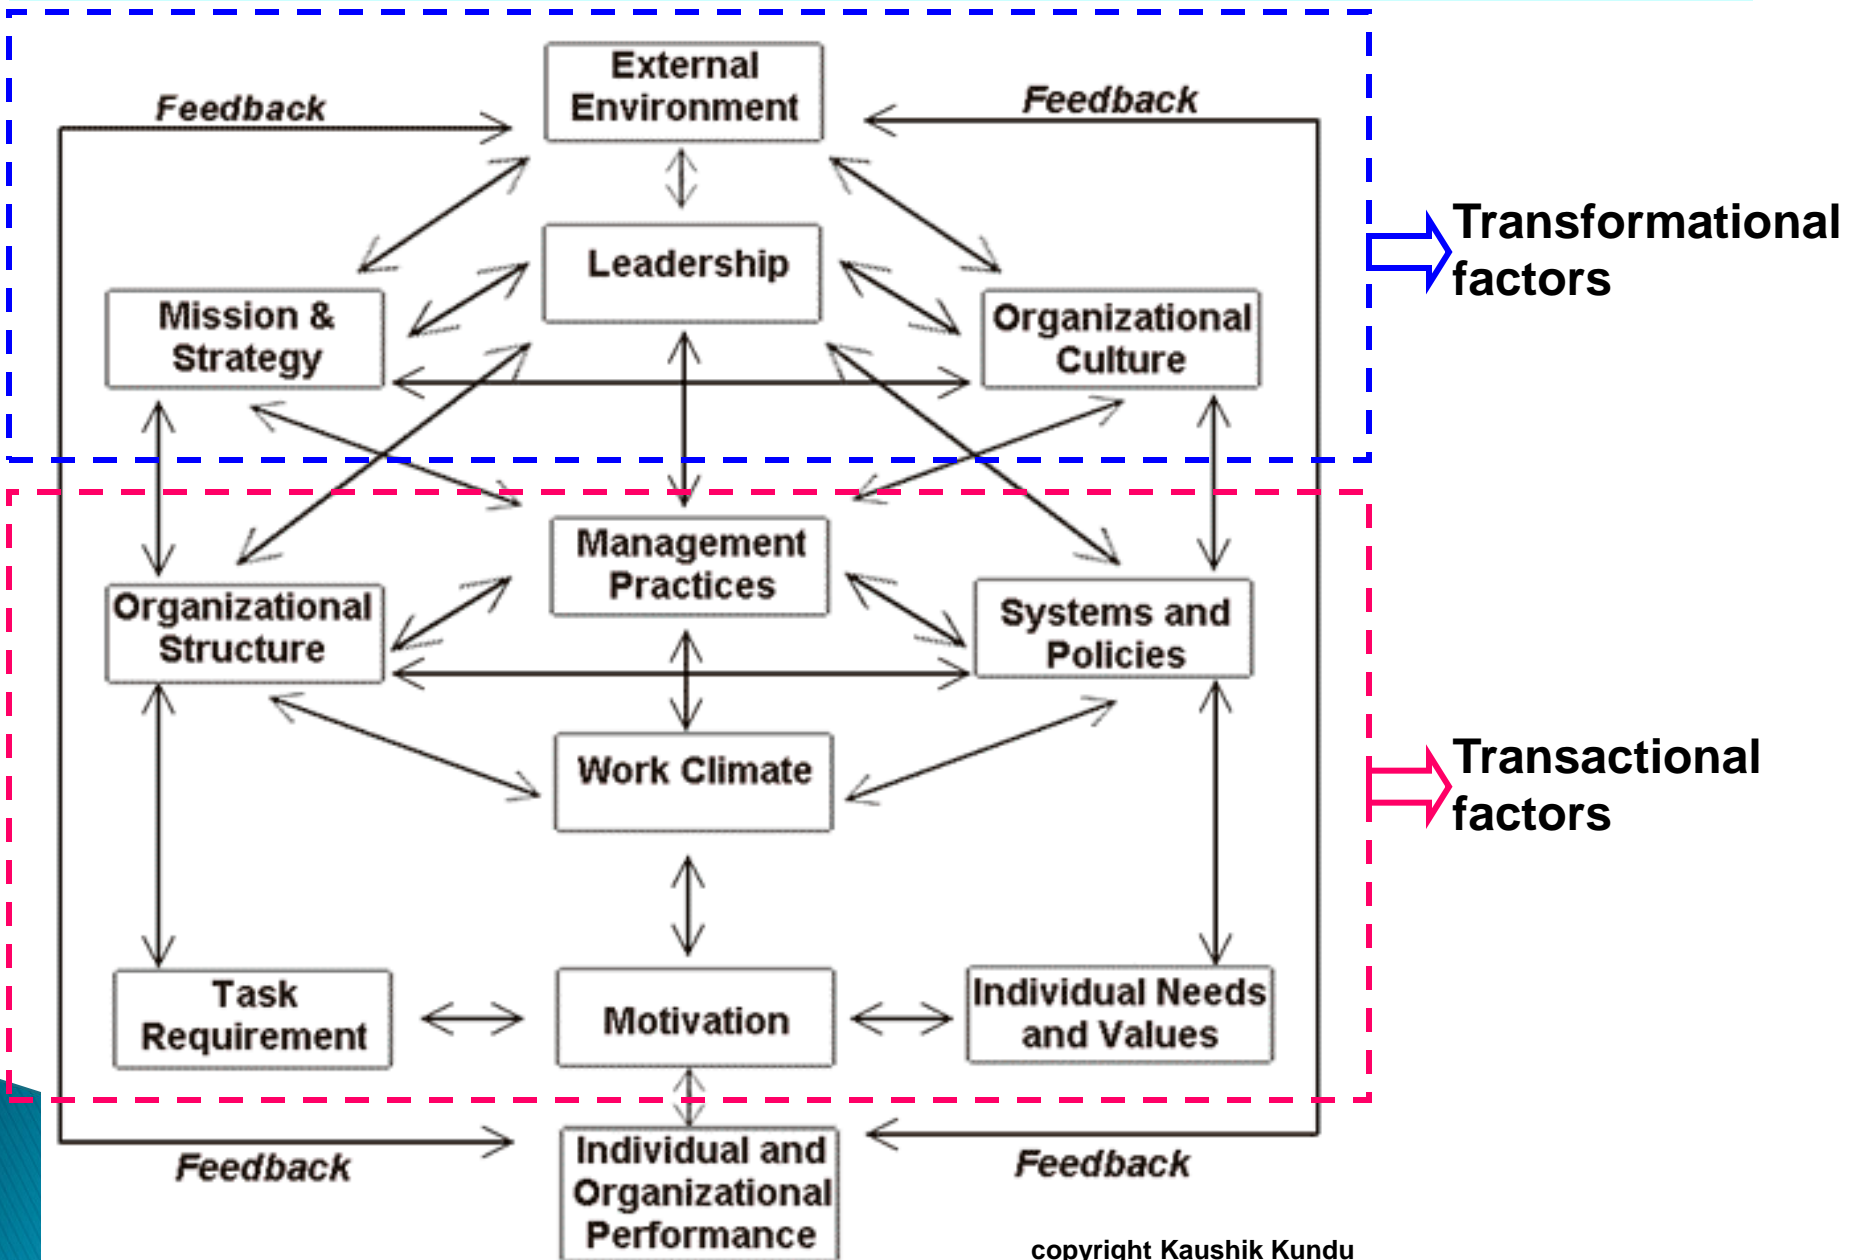 External
Environment
Feedback
Feedback
Leadership
Mission &
Strategy
Organizational
Culture
Transformational
factors
Management
Practices
Organizational
Structure
Systems and
Policies
Work Climate
Transactional
factors
Task
Requirement
Motivation
Individual Needs
and Values
Feedback
Feedback
Individual and
Organizational
Performance
copyright Kaushik Kundu